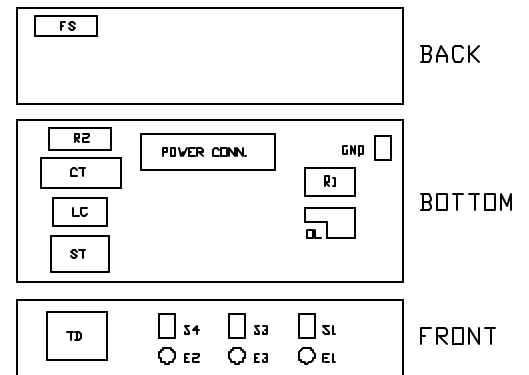 FS
BACK
R2
POWER CONN.
GND
CT
R1
LC
BOTTOM
OL
ST
TD
S4 S3 S1
FRONT
E2 E3 E1